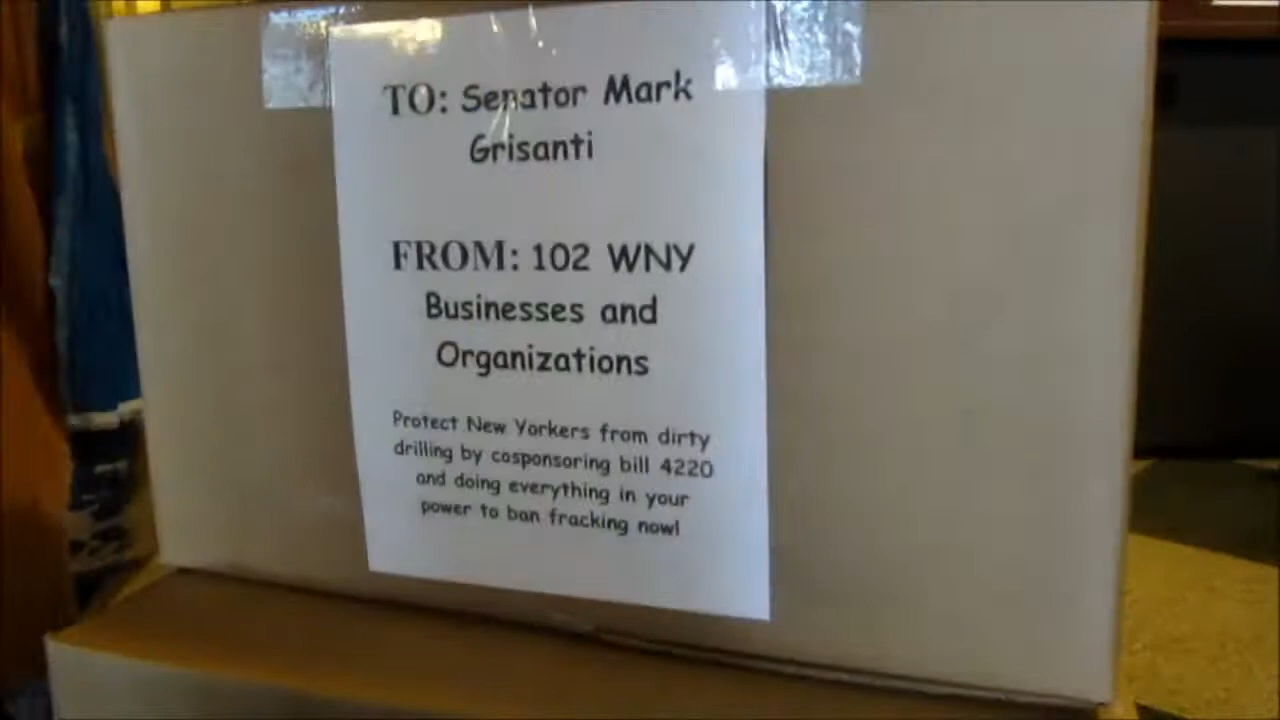 TO: Senator Mark
Grisanti
FROM: 102 WNY
Businesses and
Organizations
Protect New Yorkers from dirty
drilling by cosponsoring bill 4220
and doing everything in your
power to ban fracking now!